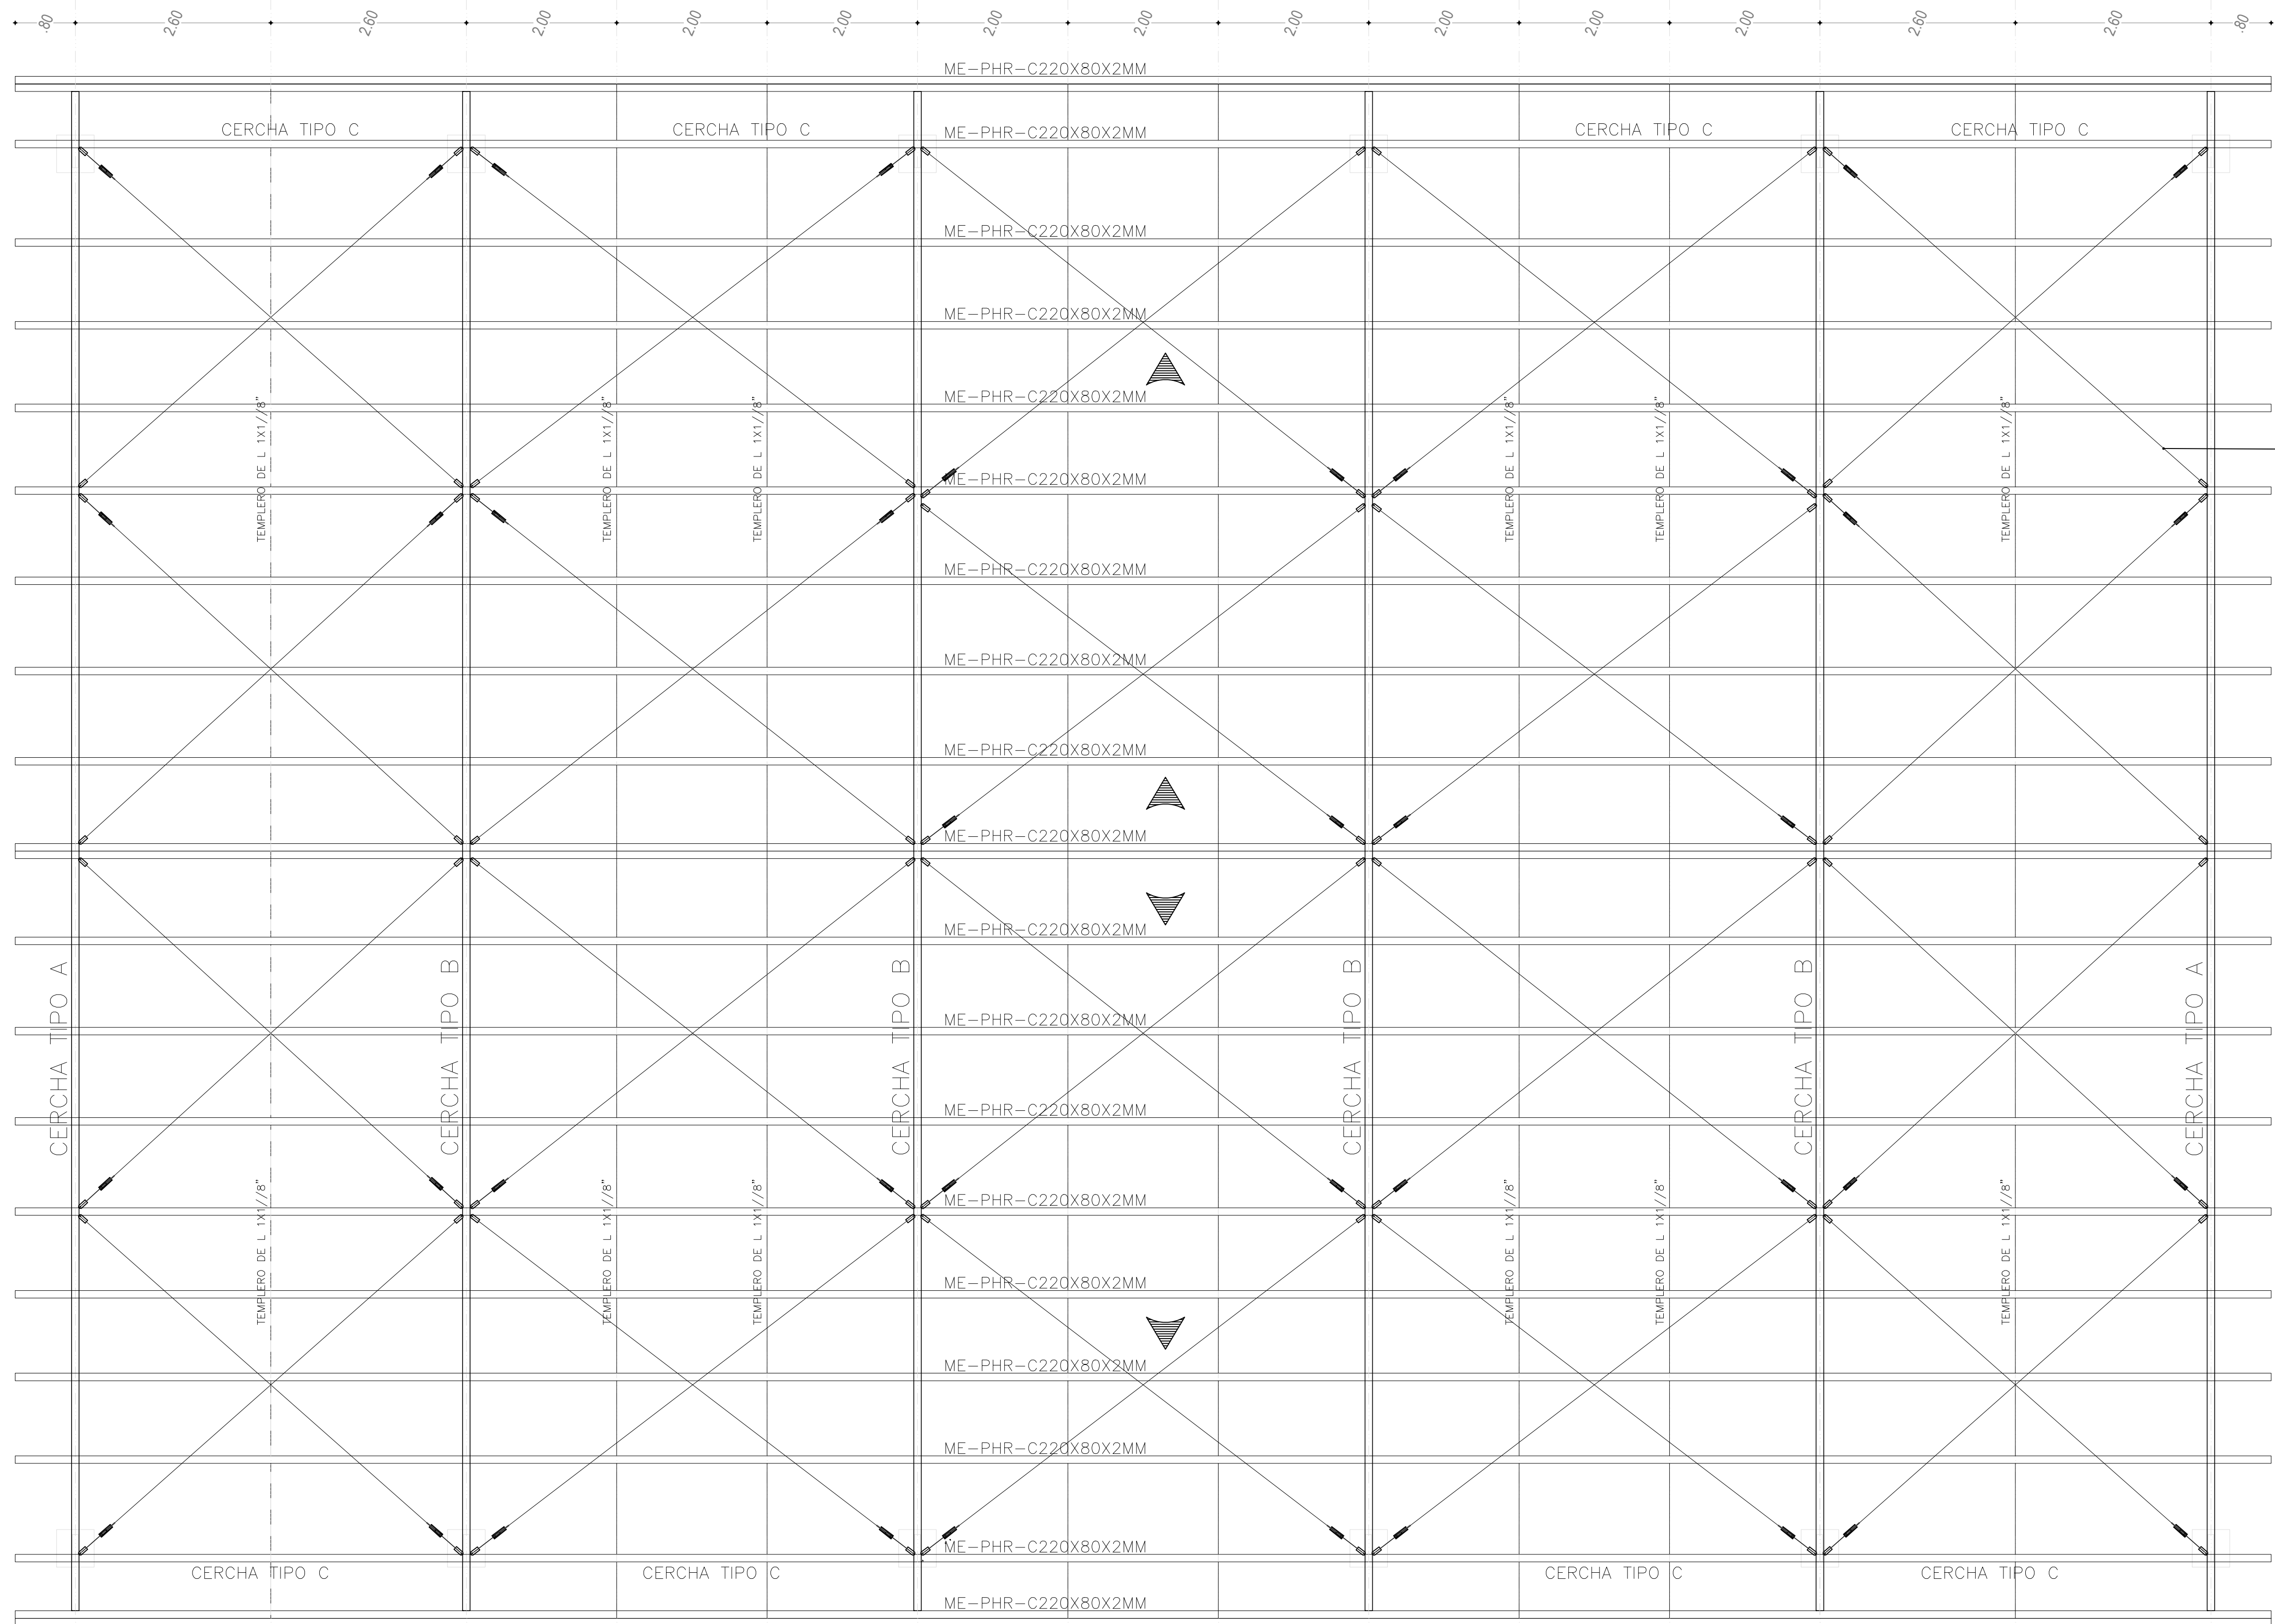 .80 2.60 2.60 2.00 2.00 2.00 2.00 2.00 2.00 2.00 2.00 2.00 2.60 2.60 .80
ME-PHR-C220X80X2MM
CERCHA TIPO C CERCHA TIPO C ME-PHR-C220X80X2MM CERCHA TIPO C CERCHA TIPO C
ME-PHR-C220X80X2MM
ME-PHR-C220X80X2MM
ME-PHR-C220X80X2MM
TEMPLERO DE L 1X1//8"
TEMPLERO DE L 1X1//8"
TEMPLERO DE L 1X1//8"
TEMPLERO DE L 1X1//8"
TEMPLERO DE L 1X1//8"
TEMPLERO DE L 1X1//8"
ME-PHR-C220X80X2MM
ME-PHR-C220X80X2MM
ME-PHR-C220X80X2MM
ME-PHR-C220X80X2MM
ME-PHR-C220X80X2MM
ME-PHR-C220X80X2MM
CERCHA TIPO A
CERCHA TIPO B
CERCHA TIPO B
CERCHA TIPO B
CERCHA TIPO B
CERCHA TIPO A
ME-PHR-C220X80X2MM
ME-PHR-C220X80X2MM
ME-PHR-C220X80X2MM
TEMPLERO DE L 1X1//8"
TEMPLERO DE L 1X1//8"
TEMPLERO DE L 1X1//8"
TEMPLERO DE L 1X1//8"
TEMPLERO DE L 1X1//8"
TEMPLERO DE L 1X1//8"
ME-PHR-C220X80X2MM
ME-PHR-C220X80X2MM
ME-PHR-C220X80X2MM
ME-PHR-C220X80X2MM
CERCHA TIPO C CERCHA TIPO C CERCHA TIPO C CERCHA TIPO C
ME-PHR-C220X80X2MM